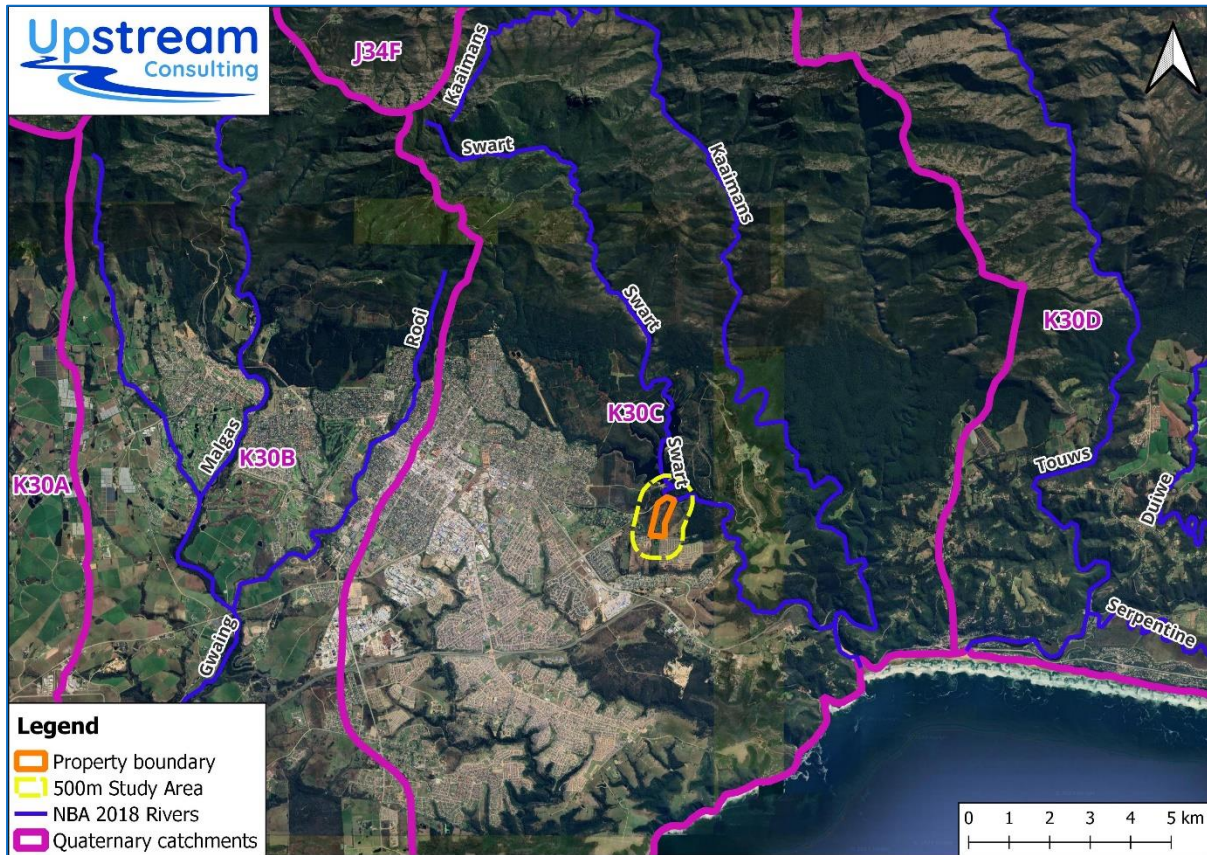 Upstream
Consulting
J34F
Kaaimans
Swart
Kaaimans
Swart
Rooi
K30D
K30C
Malgas
K30B
Swart
Touws
K30A
Duiwe
Gwaing
Serpentine
Legend
Property boundary
500m Study Area
NBA 2018 Rivers
Quaternary catchments
0 1 2 3 4 5 km